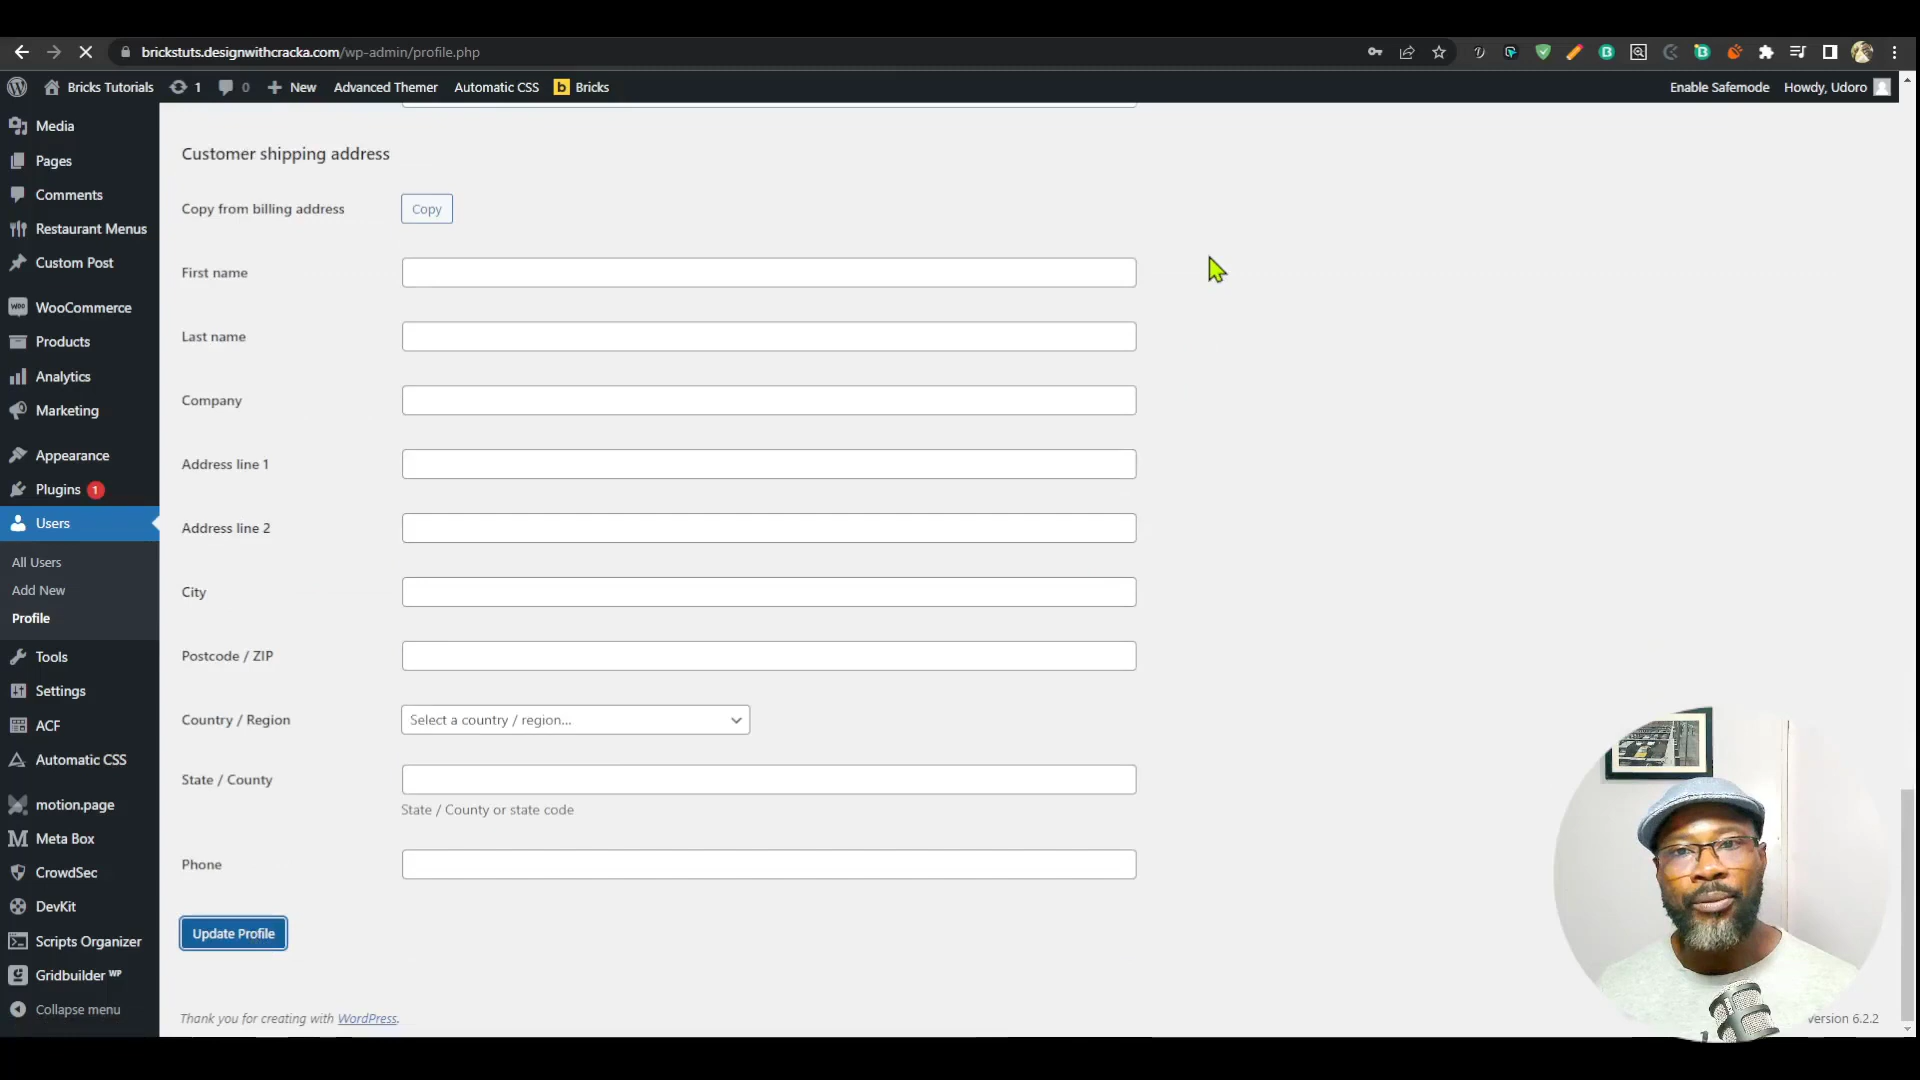 brickstuts.designwithcracka.com/wp-admin/profile.php
Bricks Tutorials 1 0 New Advanced Themer Automatic CSS b Bricks Enable Safemode Howdy, Udoro
Media
Pages
Comments
Restaurant Menus
Custom Post
WooCommerce
Products
Analytics
Marketing
Appearance
Plugins 1
Users
All Users
Add New
Profile
Tools
Settings
ACF
Automatic CSS
motion.page
Meta Box
CrowdSec
DevKit
Scripts Organizer
Gridbuilder WP
Collapse menu
Customer shipping address
Copy from billing address Copy
First name
Last name
Company
Address line 1
Address line 2
City
Postcode / ZIP
Country / Region Select a country / region...
State / County
State / County or state code
Phone
Update Profile
Thank you for creating with WordPress.
Version 6.2.2